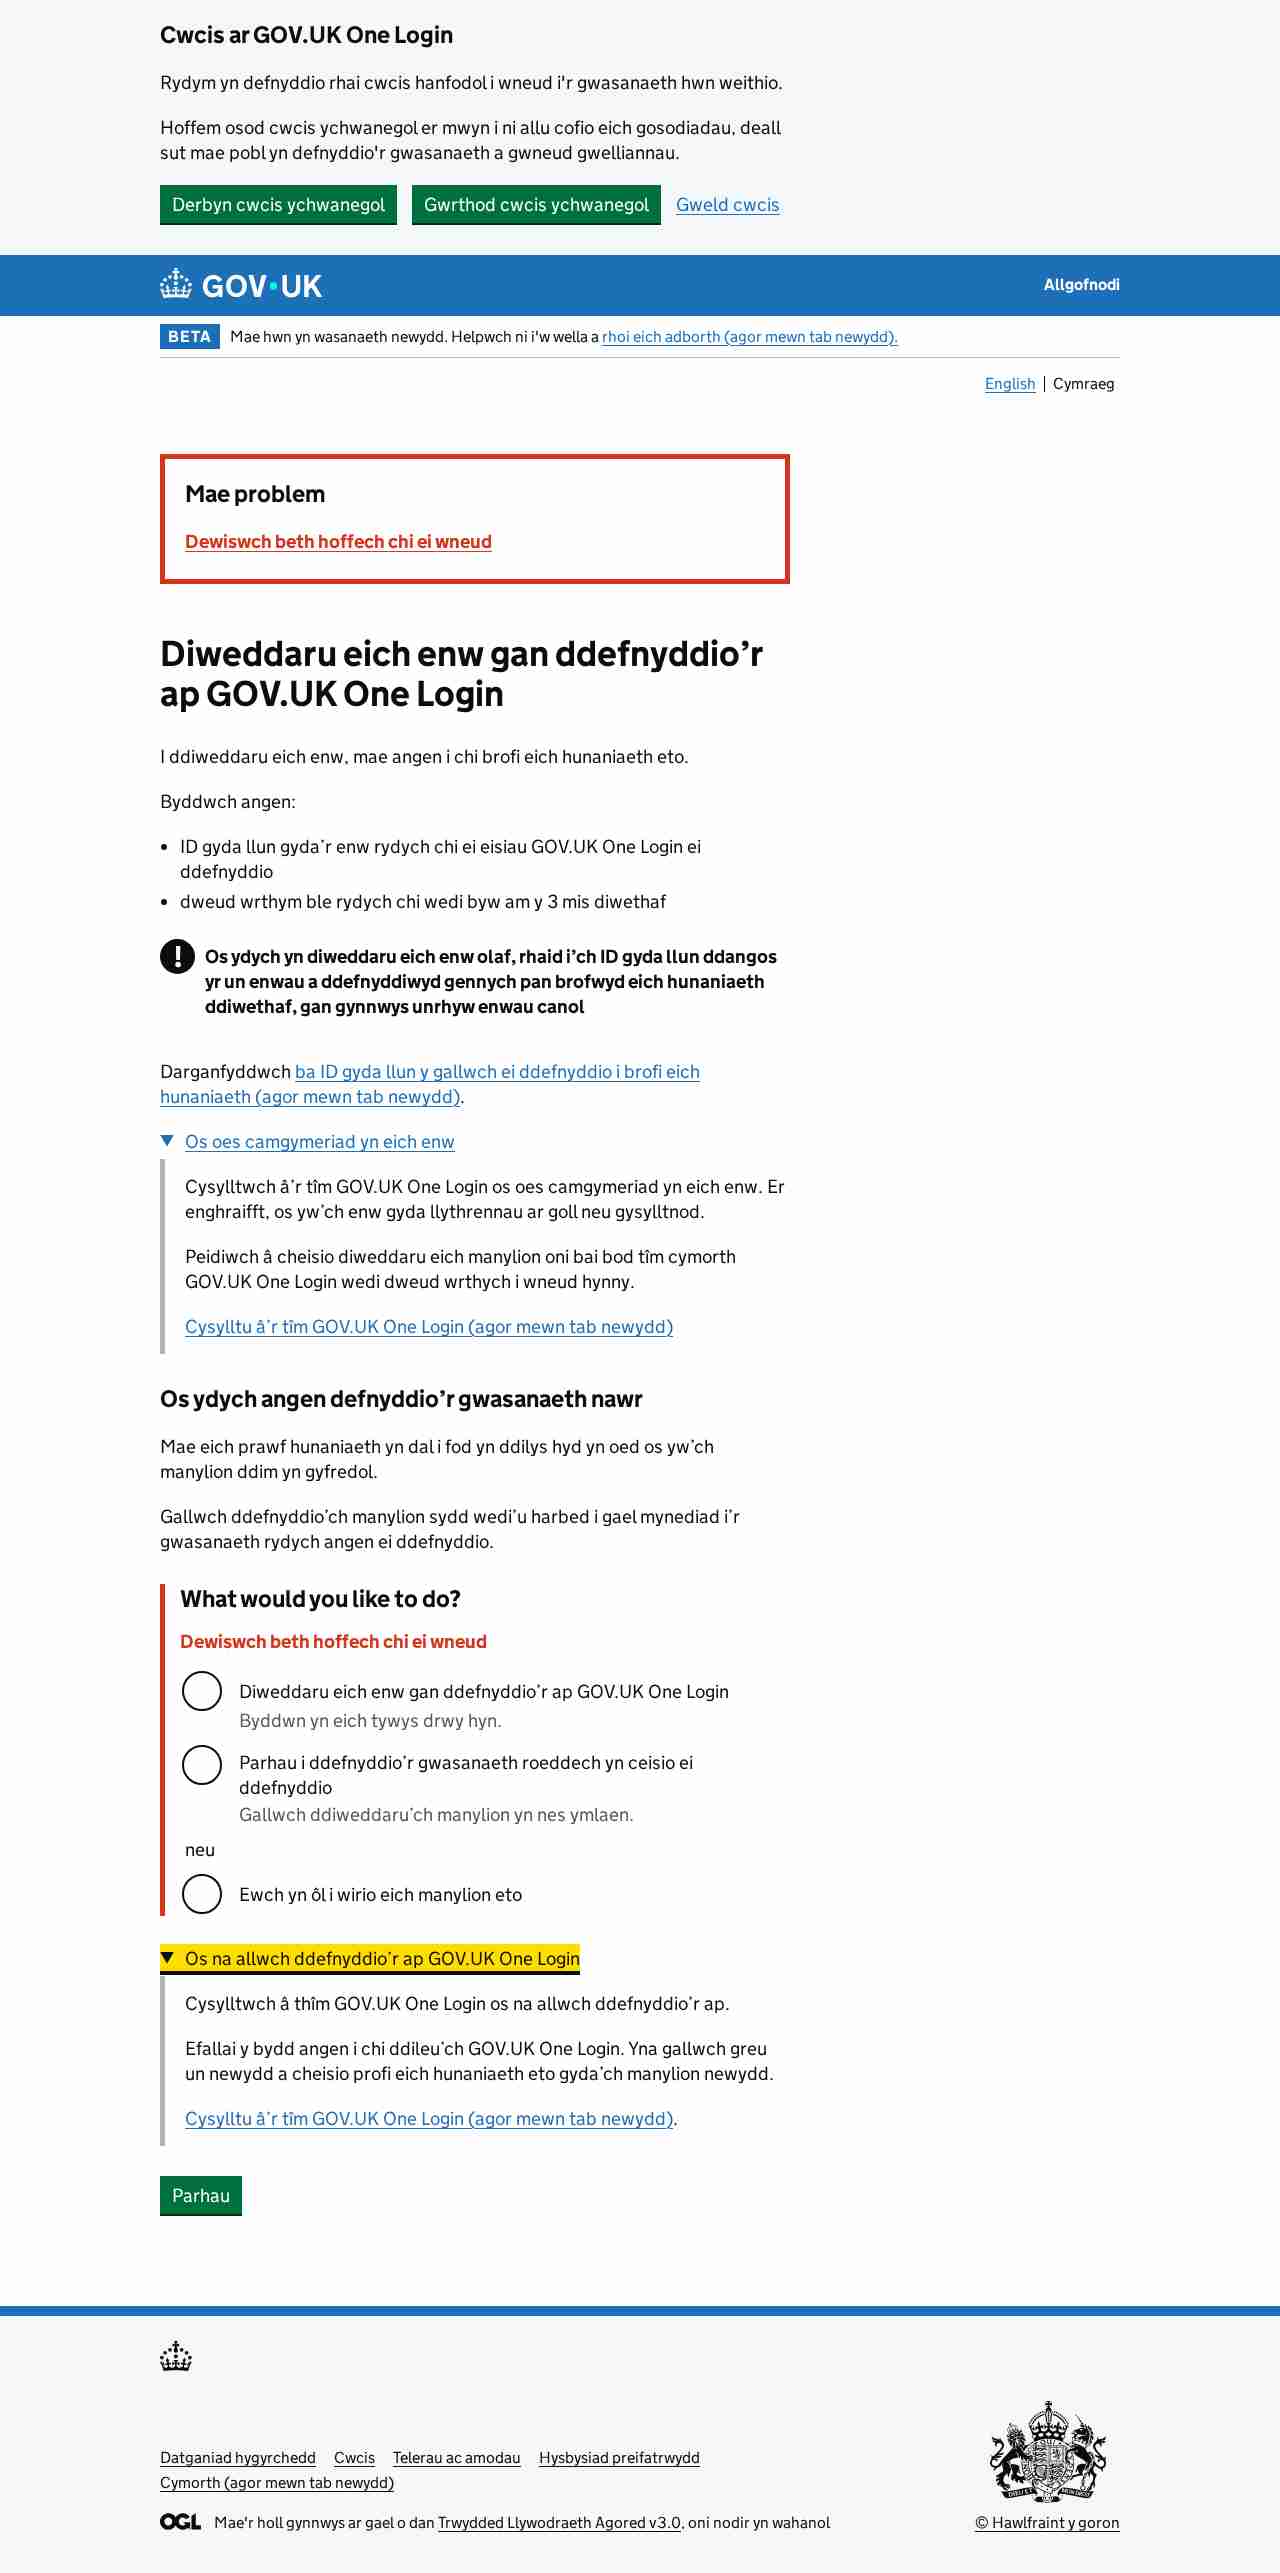 Cwcis ar GOV.UK One Login
Rydym yn defnyddio rhai cwcis hanfodol i wneud i'r gwasanaeth hwn weithio.
Hoffem osod cwcis ychwanegol er mwyn i ni allu cofio eich gosodiadau, deall
sut mae pobl yn defnyddio'r gwasanaeth a gwneud gwelliannau.
Derbyn cwcis ychwanegol Gwrthod cwcis ychwanegol Gweld cwcis
GOV·UK Allgofnodi
BETA Mae hwn yn wasanaeth newydd. Helpwch ni i'w wella a rhoi eich adborth (agor mewn tab newydd).
English | Cymraeg
Mae problem
Dewiswch beth hoffech chi ei wneud
Diweddaru eich enw gan ddefnyddio’r
ap GOV.UK One Login
I ddiweddaru eich enw, mae angen i chi brofi eich hunaniaeth eto.
Byddwch angen:
• ID gyda llun gyda’r enw rydych chi ei eisiau GOV.UK One Login ei
ddefnyddio
• dweud wrthym ble rydych chi wedi byw am y 3 mis diwethaf
! Os ydych yn diweddaru eich enw olaf, rhaid i’ch ID gyda llun ddangos
yr un enwau a ddefnyddiwyd gennych pan brofwyd eich hunaniaeth
ddiwethaf, gan gynnwys unrhyw enwau canol
Darganfyddwch ba ID gyda llun y gallwch ei ddefnyddio i brofi eich
hunaniaeth (agor mewn tab newydd).
Os oes camgymeriad yn eich enw
Cysylltwch â’r tîm GOV.UK One Login os oes camgymeriad yn eich enw. Er
enghraifft, os yw’ch enw gyda llythrennau ar goll neu gysylltnod.
Peidiwch â cheisio diweddaru eich manylion oni bai bod tîm cymorth
GOV.UK One Login wedi dweud wrthych i wneud hynny.
Cysylltu â’r tîm GOV.UK One Login (agor mewn tab newydd)
Os ydych angen defnyddio’r gwasanaeth nawr
Mae eich prawf hunaniaeth yn dal i fod yn ddilys hyd yn oed os yw’ch
manylion ddim yn gyfredol.
Gallwch ddefnyddio’ch manylion sydd wedi’u harbed i gael mynediad i’r
gwasanaeth rydych angen ei ddefnyddio.
What would you like to do?
Dewiswch beth hoffech chi ei wneud
Diweddaru eich enw gan ddefnyddio’r ap GOV.UK One Login
Byddwn yn eich tywys drwy hyn.
Parhau i ddefnyddio’r gwasanaeth roeddech yn ceisio ei
ddefnyddio
Gallwch ddiweddaru’ch manylion yn nes ymlaen.
neu
Ewch yn ôl i wirio eich manylion eto
Os na allwch ddefnyddio’r ap GOV.UK One Login
Cysylltwch â thîm GOV.UK One Login os na allwch ddefnyddio’r ap.
Efallai y bydd angen i chi ddileu’ch GOV.UK One Login. Yna gallwch greu
un newydd a cheisio profi eich hunaniaeth eto gyda’ch manylion newydd.
Cysylltu â’r tîm GOV.UK One Login (agor mewn tab newydd).
Parhau
Datganiad hygyrchedd Cwcis Telerau ac amodau Hysbysiad preifatrwydd
Cymorth (agor mewn tab newydd)
OGL Mae'r holl gynnwys ar gael o dan Trwydded Llywodraeth Agored v3.0, oni nodir yn wahanol
© Hawlfraint y goron